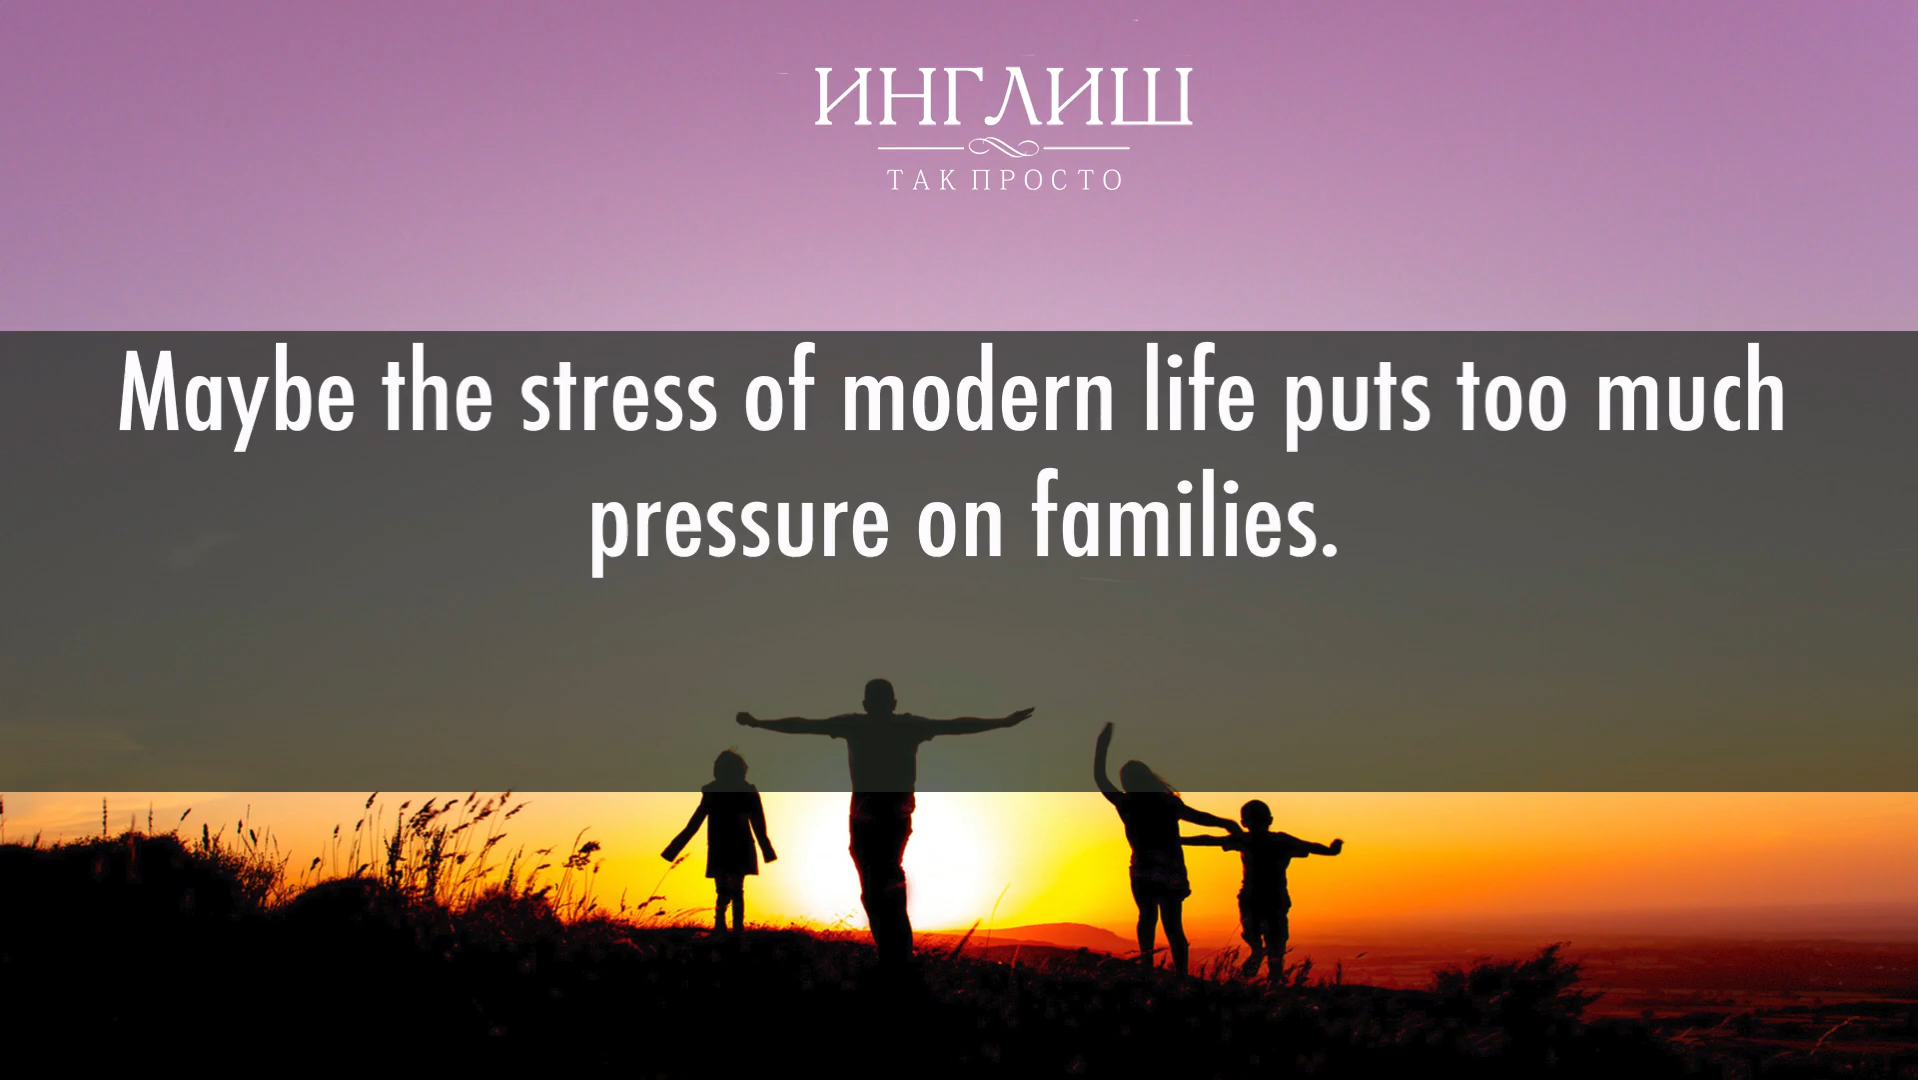 ИНГЛИШ
ТАК ПРОСТО
Maybe the stress of modern life puts too much
pressure on families.